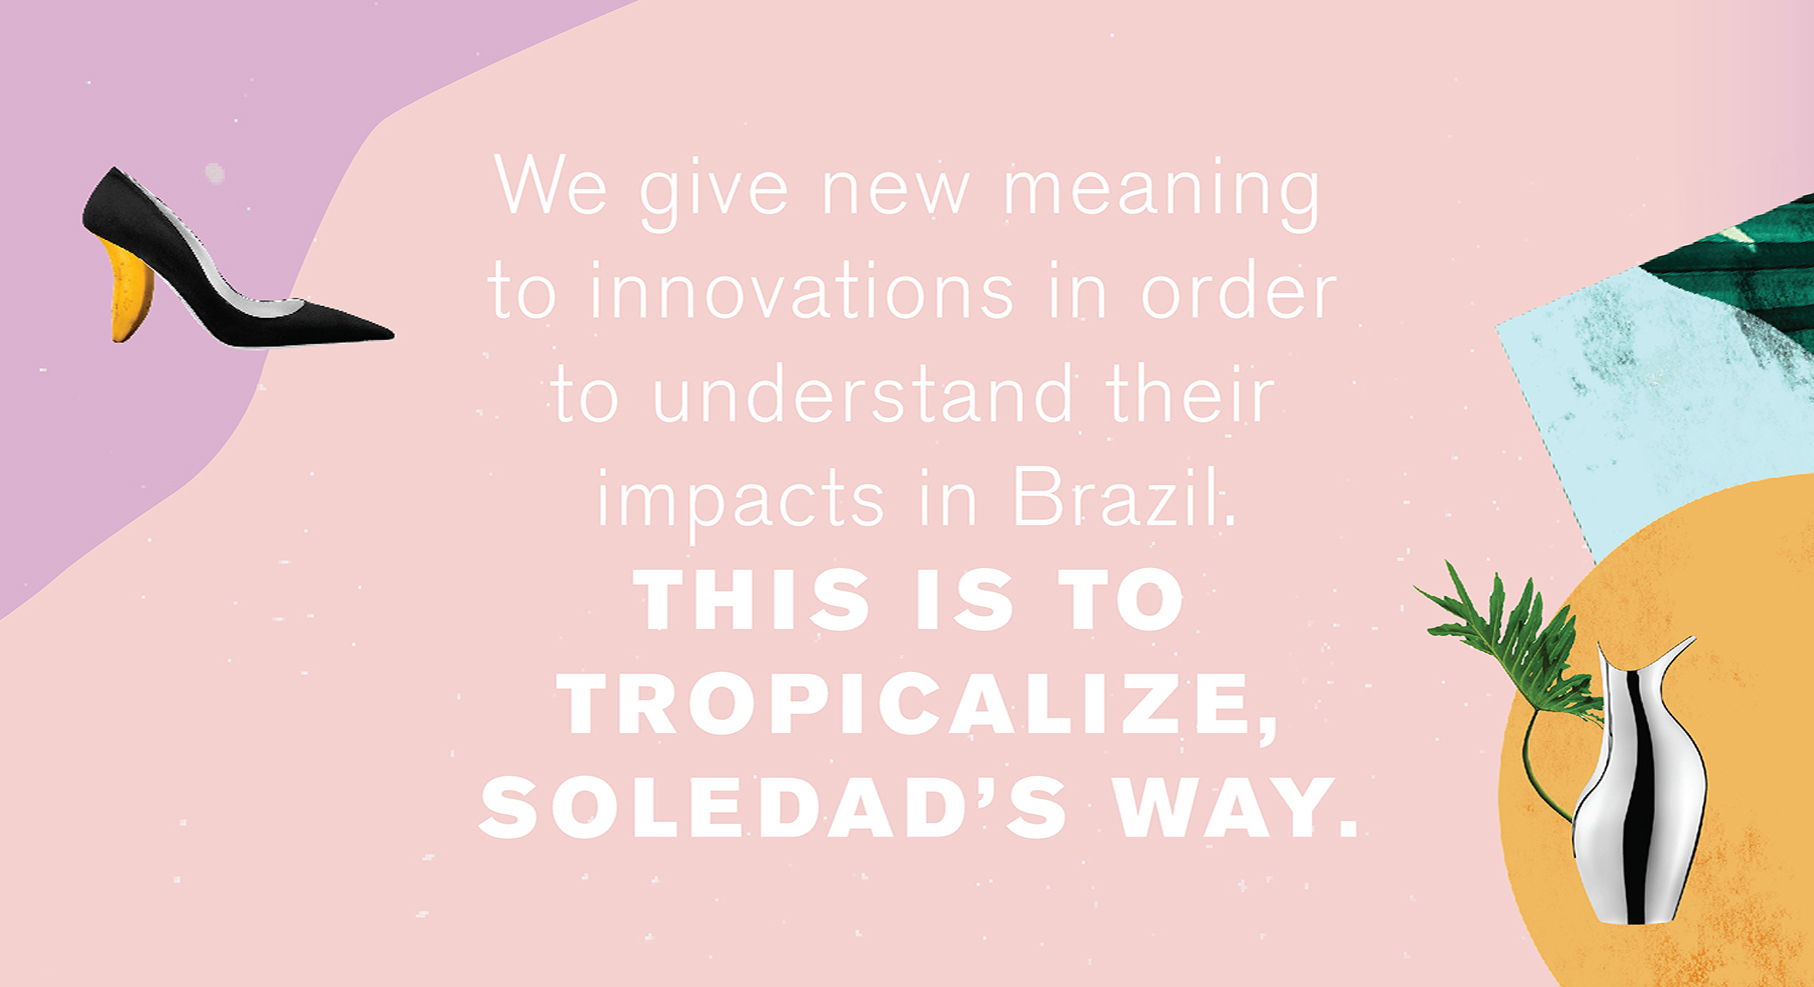 We give new meaning
to innovations in order
to understand their
impacts in Brazil.
THIS IS TO
TROPICALIZE,
SOLEDAD’S WAY.